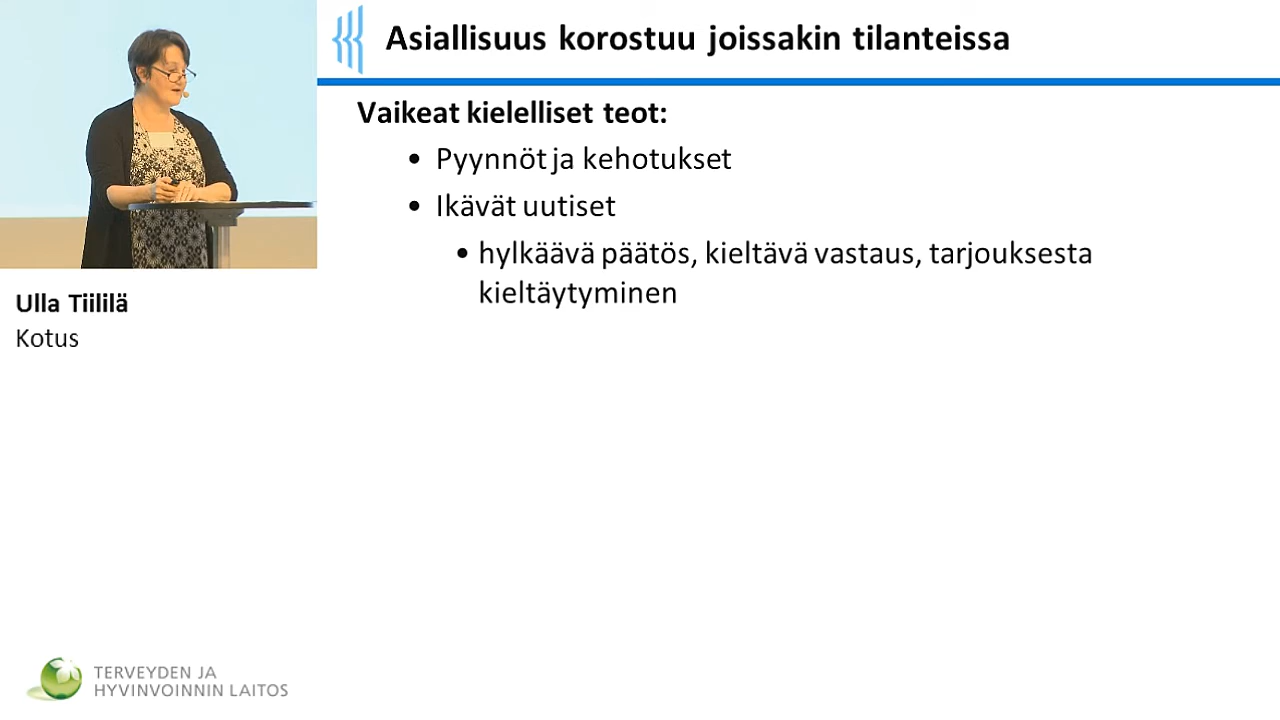 Asiallisuus korostuu joissakin tilanteissa
Vaikeat kielelliset teot:
• Pyynnöt ja kehotukset
• Ikävät uutiset
• hylkäävä päätös, kieltävä vastaus, tarjouksesta
kieltäytyminen
Ulla Tiililä
Kotus
TERVEYDEN JA
HYVINVOINNIN LAITOS